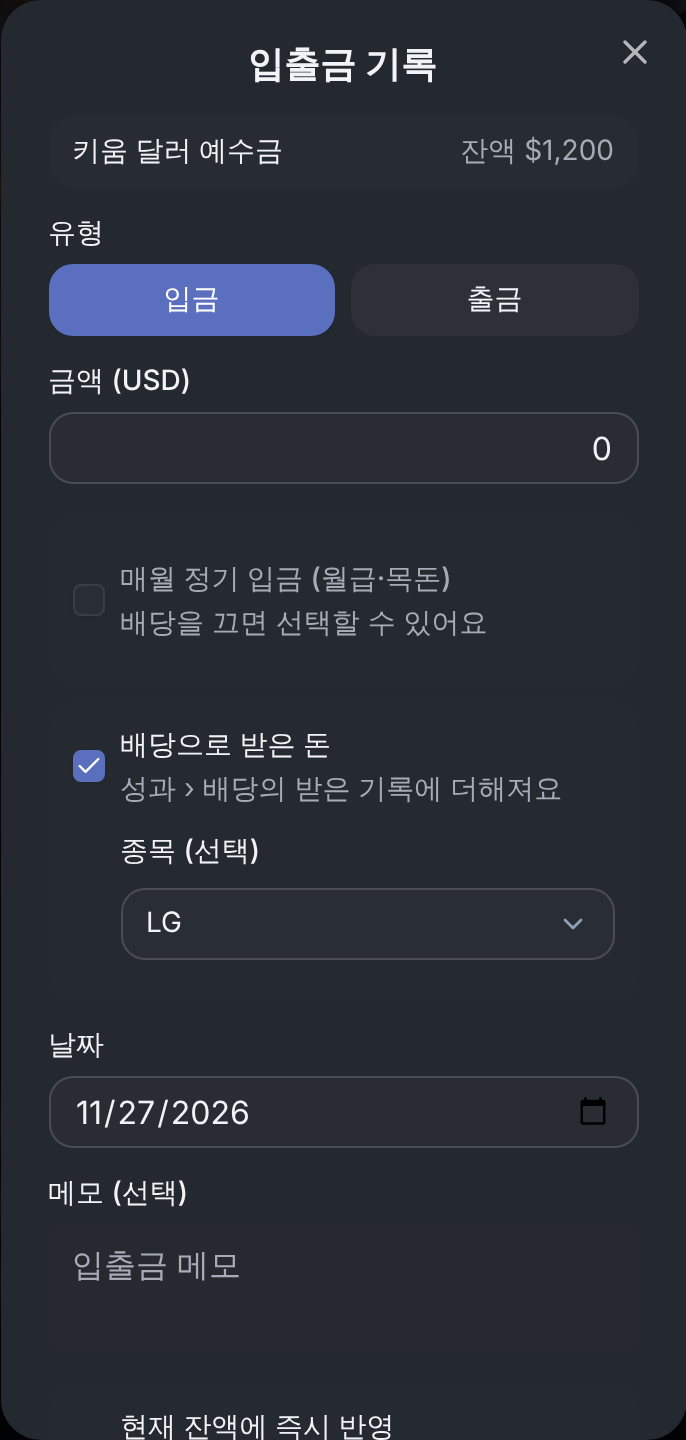 입출금 기록
키움 달러 예수금 잔액 $1,200
유형
입금 출금
금액 (USD)
0
매월 정기 입금 (월급·목돈)
배당을 끄면 선택할 수 있어요
배당으로 받은 돈
성과 › 배당의 받은 기록에 더해져요
종목 (선택)
LG
날짜
11/27/2026
메모 (선택)
입출금 메모
현재 잔액에 즉시 반영